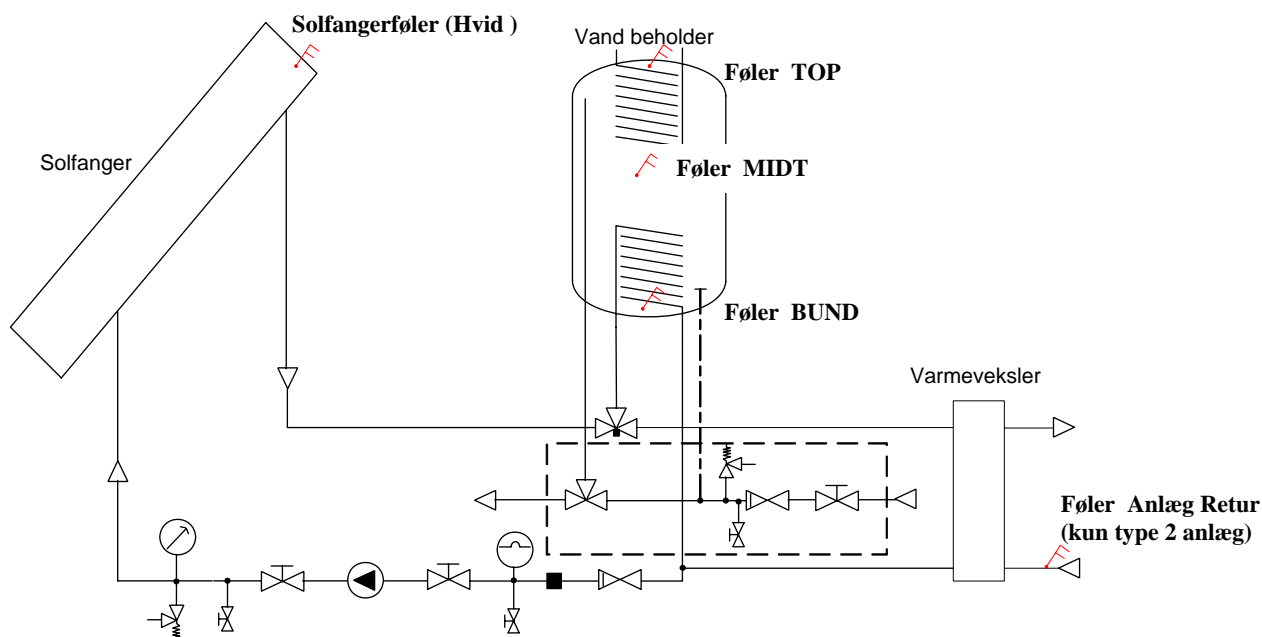 Solfangerføler (Hvid )
Vand beholder
Føler TOP
Solfanger
Føler MIDT
Føler BUND
Varmeveksler
Føler Anlæg Retur
(kun type 2 anlæg)